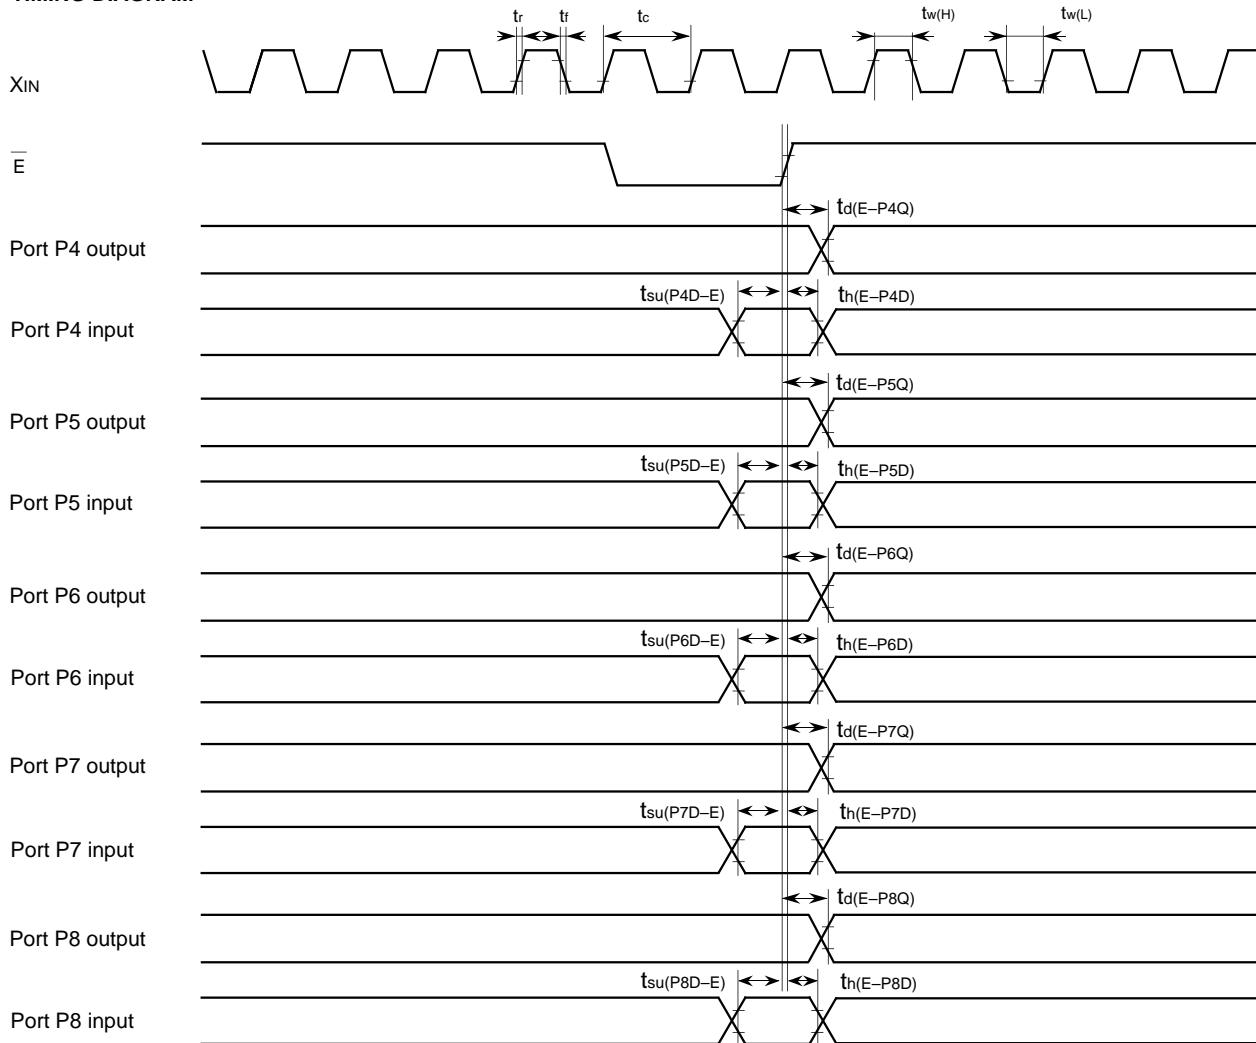 TIMING DIAGRAM
tr tf tc tw(H) tw(L)
XIN
E
td(E–P4Q)
Port P4 output
tsu(P4D–E) th(E–P4D)
Port P4 input
td(E–P5Q)
Port P5 output
tsu(P5D–E) th(E–P5D)
Port P5 input
td(E–P6Q)
Port P6 output
tsu(P6D–E) th(E–P6D)
Port P6 input
td(E–P7Q)
Port P7 output
tsu(P7D–E) th(E–P7D)
Port P7 input
td(E–P8Q)
Port P8 output
tsu(P8D–E) th(E–P8D)
Port P8 input